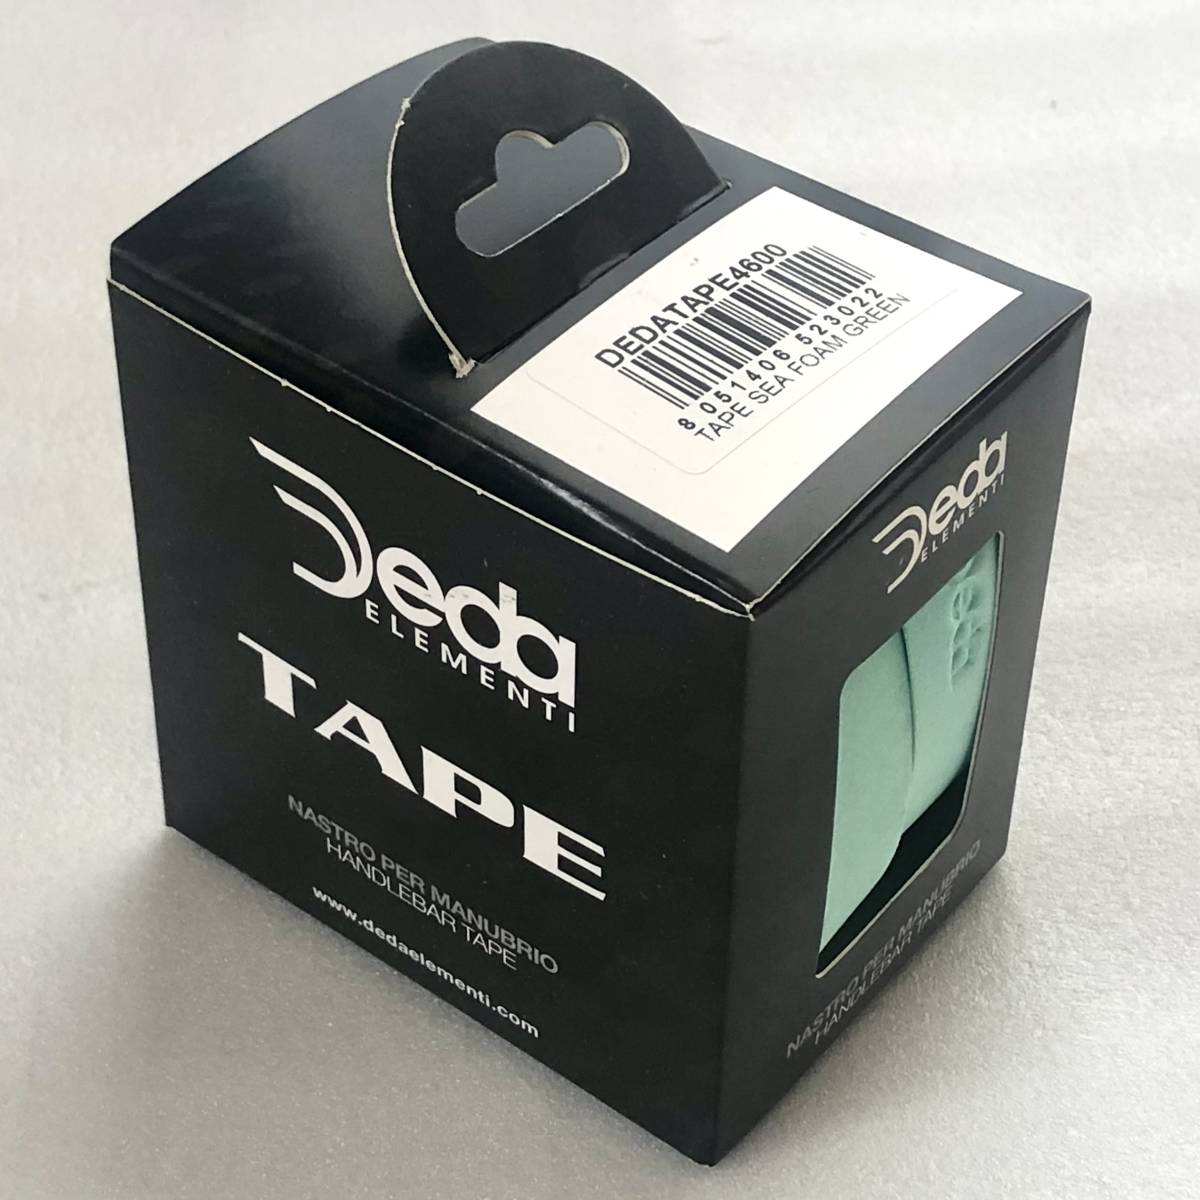 DEDATAPE4600
8 051406 523022
TAPE SEA FOAM GREEN
Deda
ELEMENTI
TAPE
NASTRO PER MANUBRIO
HANDLEBAR TAPE
www.dedaelementi.com
Deda
ELEMENTI
NASTRO PER MANUBRIO
HANDLEBAR TAPE